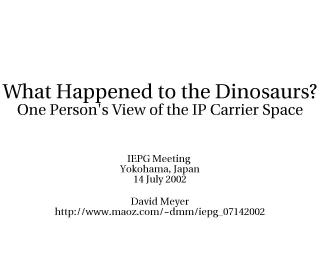 What Happened to the Dinosaurs?
One Person's View of the IP Carrier Space
IEPG Meeting
Yokohama, Japan
14 July 2002
David Meyer
http://www.maoz.com/~dmm/iepg_07142002